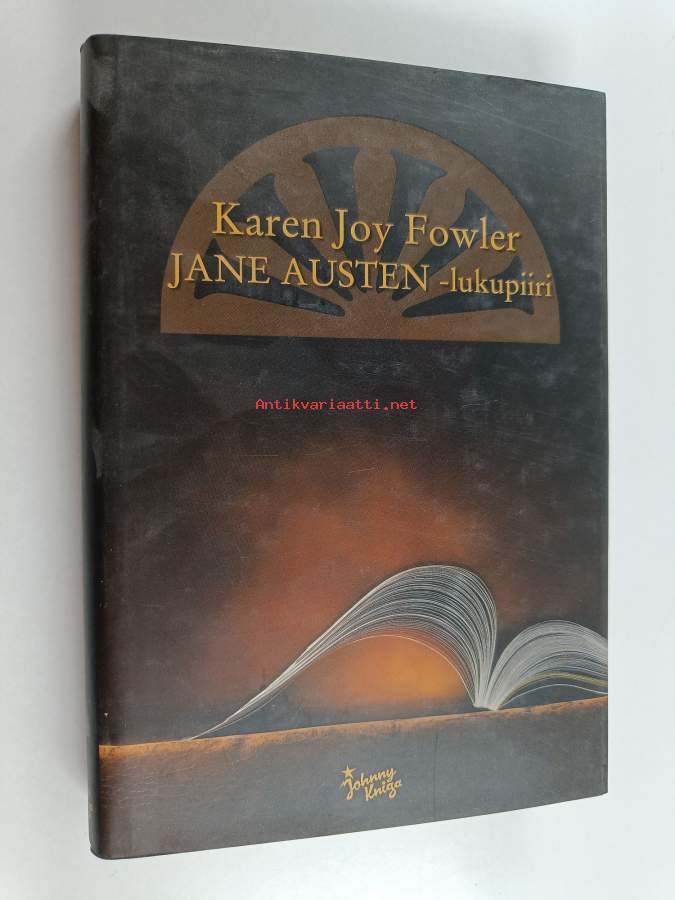 Karen Joy Fowler
JANE AUSTEN -lukupiiri
Antikvariaatti.net
Johnny
Kniga